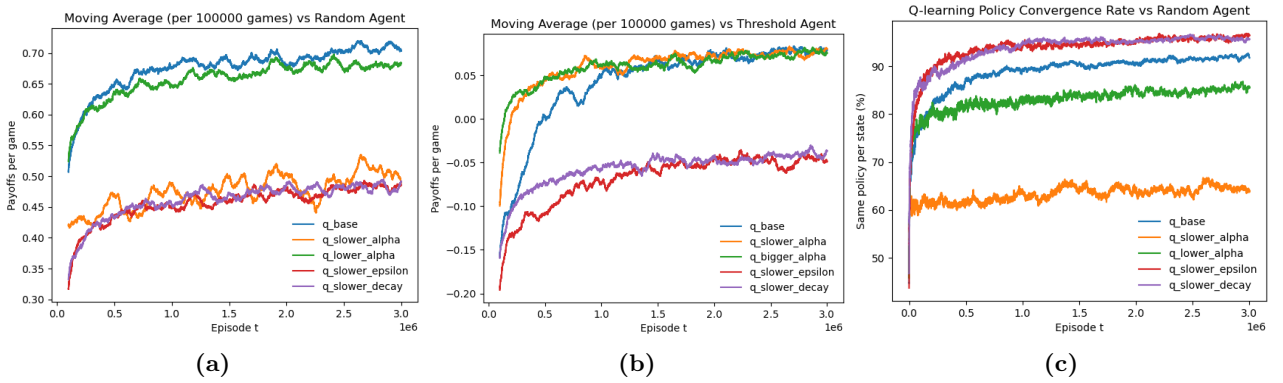 Moving Average (per 100000 games) vs Random Agent
Payoffs per game
0.70
0.65
0.60
0.55
0.50
0.45
0.40
0.35
0.30
q_base
q_slower_alpha
q_lower_alpha
q_slower_epsilon
q_slower_decay
0.0
0.5
1.0
1.5
2.0
2.5
3.0
1e6
Episode t
(a)
Moving Average (per 100000 games) vs Threshold Agent
Payoffs per game
0.05
0.00
−0.05
−0.10
−0.15
−0.20
q_base
q_slower_alpha
q_bigger_alpha
q_slower_epsilon
q_slower_decay
0.0
0.5
1.0
1.5
2.0
2.5
3.0
1e6
Episode t
(b)
Q-learning Policy Convergence Rate vs Random Agent
Same policy per state (%)
90
80
70
60
50
q_base
q_slower_alpha
q_lower_alpha
q_slower_epsilon
q_slower_decay
0.0
0.5
1.0
1.5
2.0
2.5
3.0
1e6
Episode t
(c)